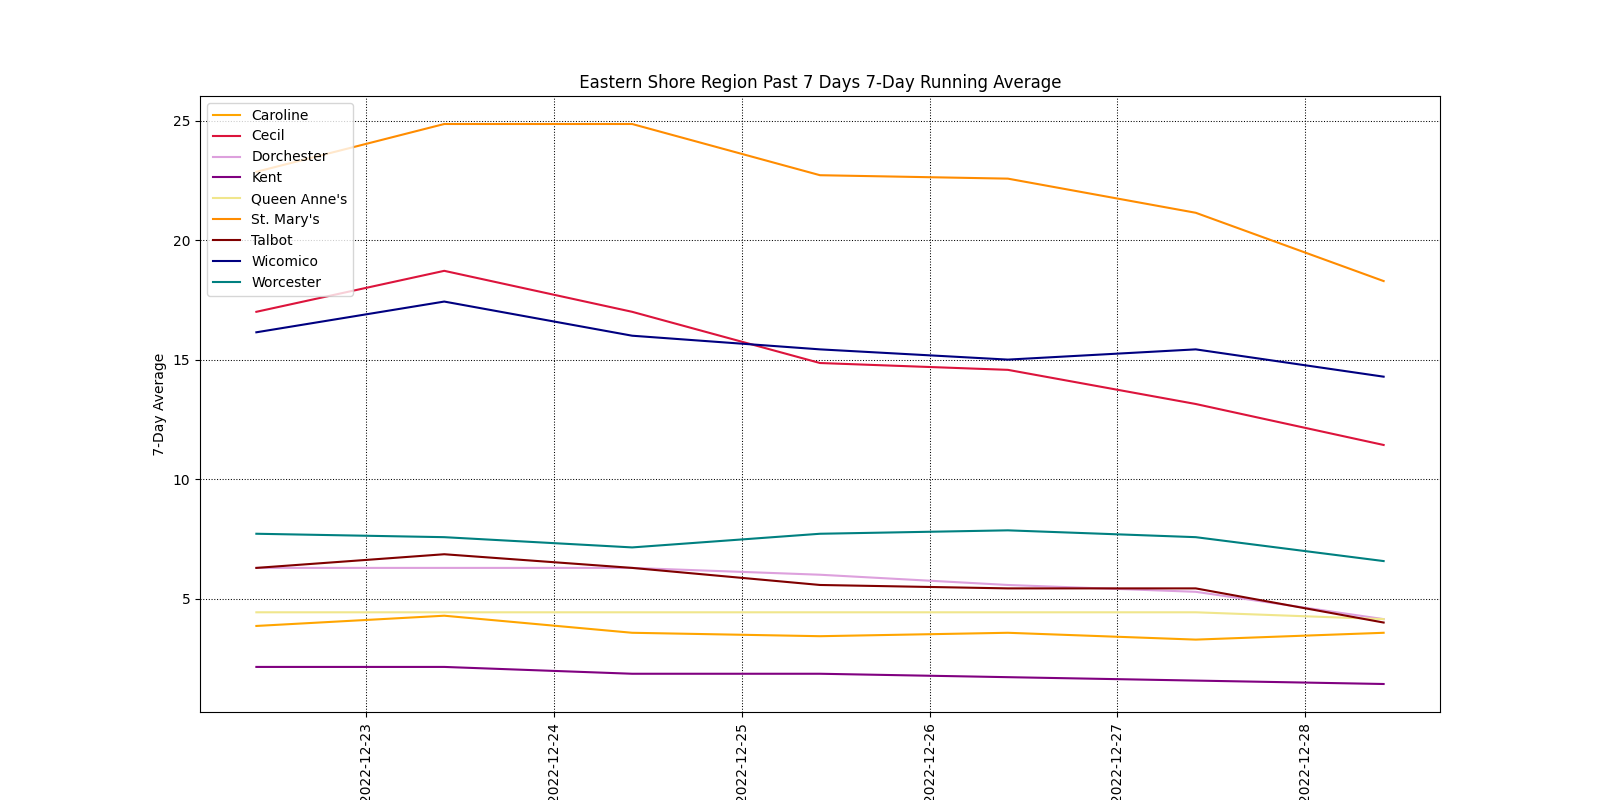 Eastern Shore Region Past 7 Days 7-Day Running Average
Caroline
Cecil
Dorchester
Kent
Queen Anne's
St. Mary's
Talbot
Wicomico
Worcester
25
20
15
10
5
7-Day Average
2022-12-23
2022-12-24
2022-12-25
2022-12-26
2022-12-27
2022-12-28